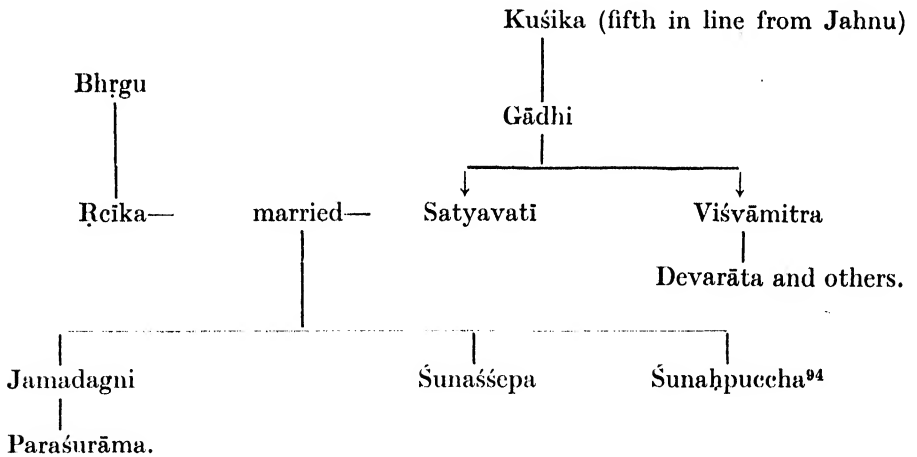 Kuśika (fifth in line from Jahnu)
Bhṛgu
Gādhi
Ṛcīka— married— Satyavatī Viśvāmitra
Devarāta and others.
Jamadagni Śunaśśepa Śunaḥpuccha⁹⁴
Paraśurāma.